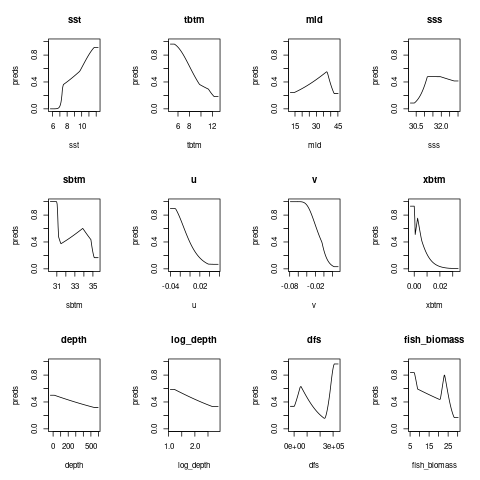 sst
preds
0.0 0.4 0.8
6 8 10
sst
tbtm
preds
0.0 0.4 0.8
6 8 12
tbtm
mld
preds
0.0 0.4 0.8
15 30 45
mld
sss
preds
0.0 0.4 0.8
30.5 32.0
sss
sbtm
preds
0.0 0.4 0.8
31 33 35
sbtm
u
preds
0.0 0.4 0.8
-0.04 0.02
u
v
preds
0.0 0.4 0.8
-0.08 -0.02
v
xbtm
preds
0.0 0.4 0.8
0.00 0.02
xbtm
depth
preds
0.0 0.4 0.8
0 200 500
depth
log_depth
preds
0.0 0.4 0.8
1.0 2.0
log_depth
dfs
preds
0.0 0.4 0.8
0e+00 3e+05
dfs
fish_biomass
preds
0.0 0.4 0.8
5 15 25
fish_biomass